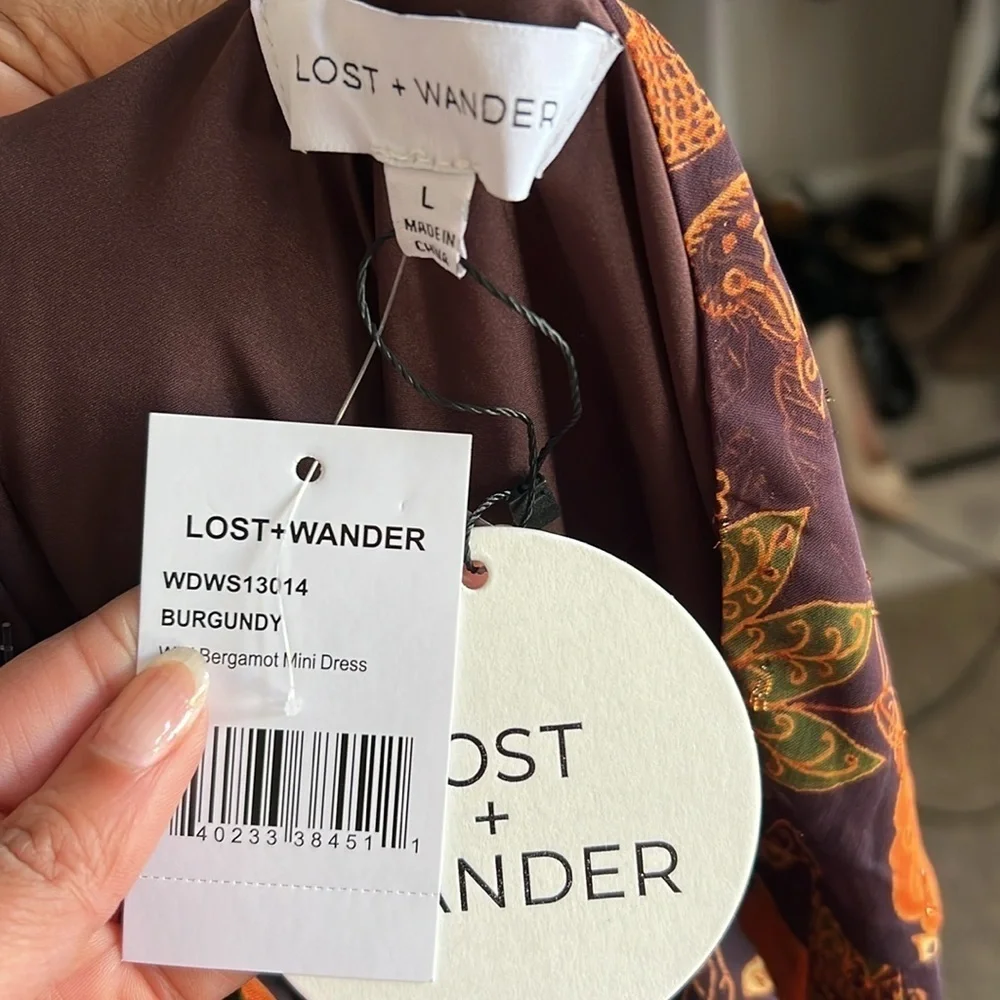 LOST + WANDER
L
MADE IN
CHINA
LOST+WANDER
WDWS13014
BURGUNDY
Bergamot Mini Dress
40233 38451 1
OST
+
ANDER